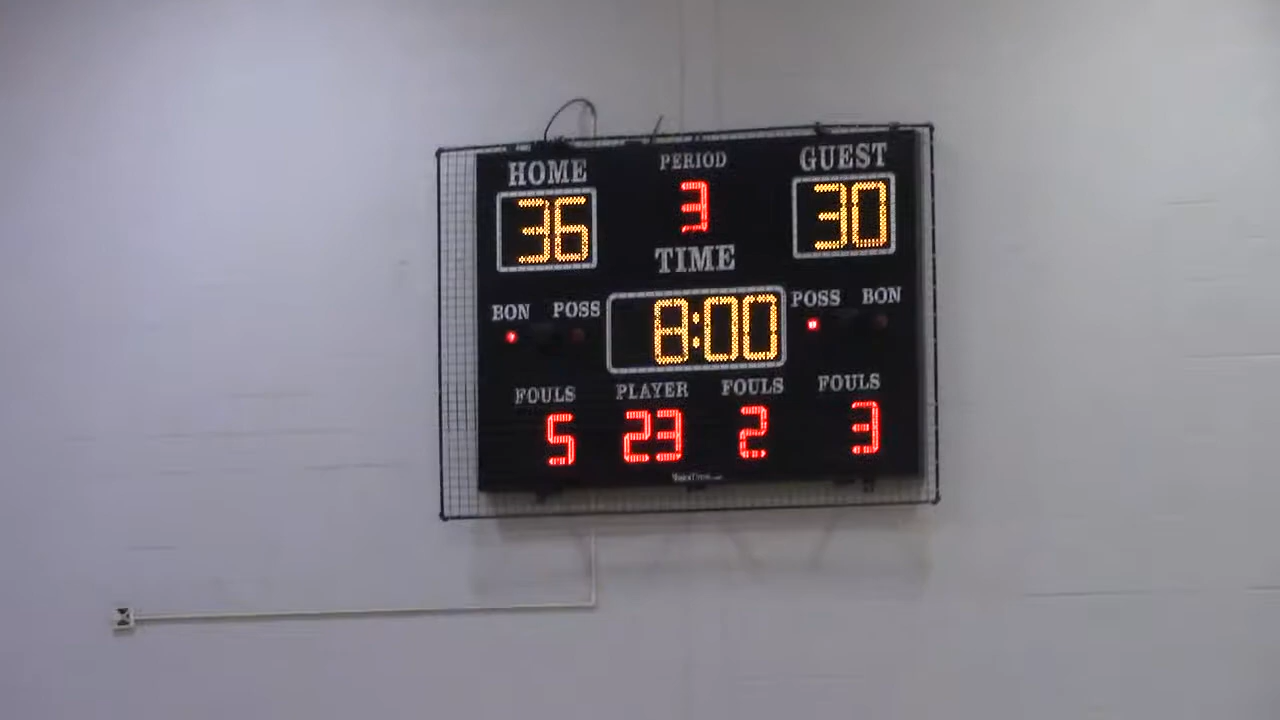 HOME PERIOD GUEST
36 3 30
TIME
BON POSS 8:00 POSS BON
FOULS PLAYER FOULS FOULS
5 23 2 3